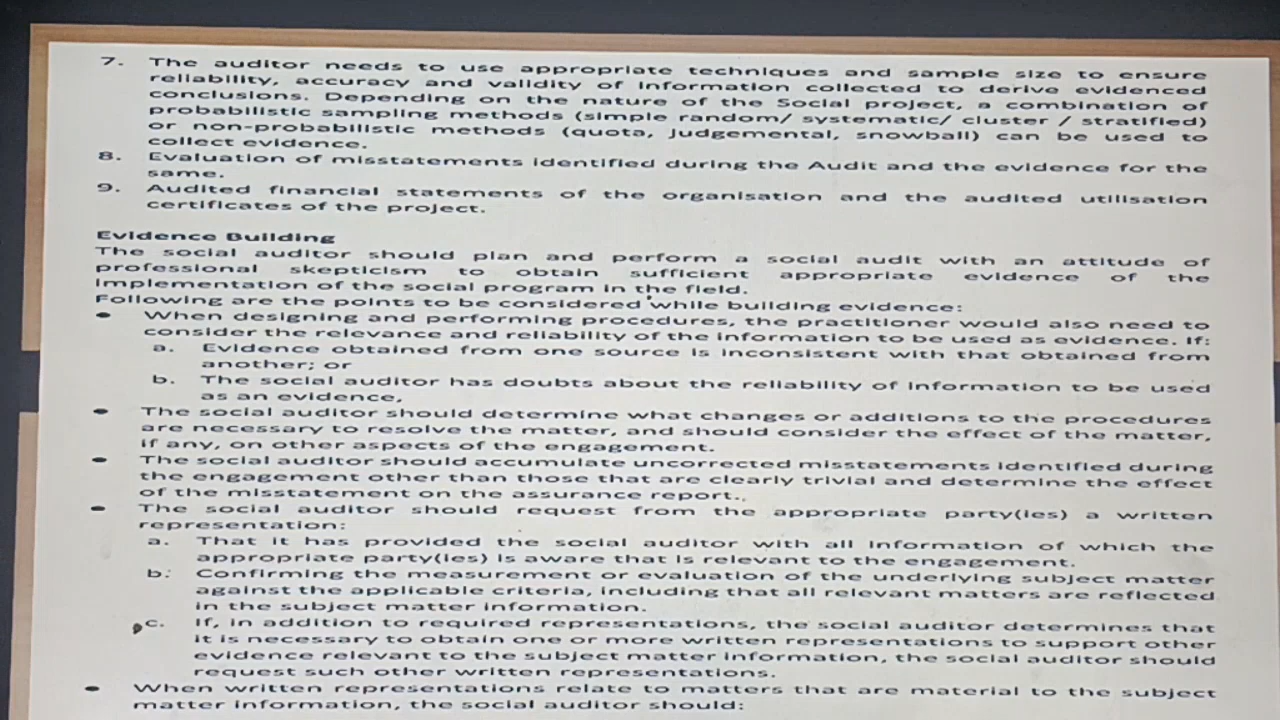 7. The auditor needs to use appropriate techniques and sample size to ensure
reliability, accuracy and validity of information collected to derive evidenced
conclusions. Depending on the nature of the Social project, a combination of
probabilistic sampling methods (simple random/ systematic/ cluster / stratified)
or non-probabilistic methods (quota, judgemental, snowball) can be used to
collect evidence.
8. Evaluation of misstatements identified during the Audit and the evidence for the
same.
9. Audited financial statements of the organisation and the audited utilisation
certificates of the project.
Evidence Building
The social auditor should plan and perform a social audit with an attitude of
professional skepticism to obtain sufficient appropriate evidence of the
implementation of the social program in the field.
Following are the points to be considered while building evidence:
• When designing and performing procedures, the practitioner would also need to
consider the relevance and reliability of the information to be used as evidence. If:
a. Evidence obtained from one source is inconsistent with that obtained from
another; or
b. The social auditor has doubts about the reliability of information to be used
as an evidence,
• The social auditor should determine what changes or additions to the procedures
are necessary to resolve the matter, and should consider the effect of the matter,
if any, on other aspects of the engagement.
• The social auditor should accumulate uncorrected misstatements identified during
the engagement other than those that are clearly trivial and determine the effect
of the misstatement on the assurance report..
• The social auditor should request from the appropriate party(ies) a written
representation:
a. That it has provided the social auditor with all information of which the
appropriate party(ies) is aware that is relevant to the engagement.
b. Confirming the measurement or evaluation of the underlying subject matter
against the applicable criteria, including that all relevant matters are reflected
in the subject matter information.
c. If, in addition to required representations, the social auditor determines that
it is necessary to obtain one or more written representations to support other
evidence relevant to the subject matter information, the social auditor should
request such other written representations.
• When written representations relate to matters that are material to the subject
matter information, the social auditor should: